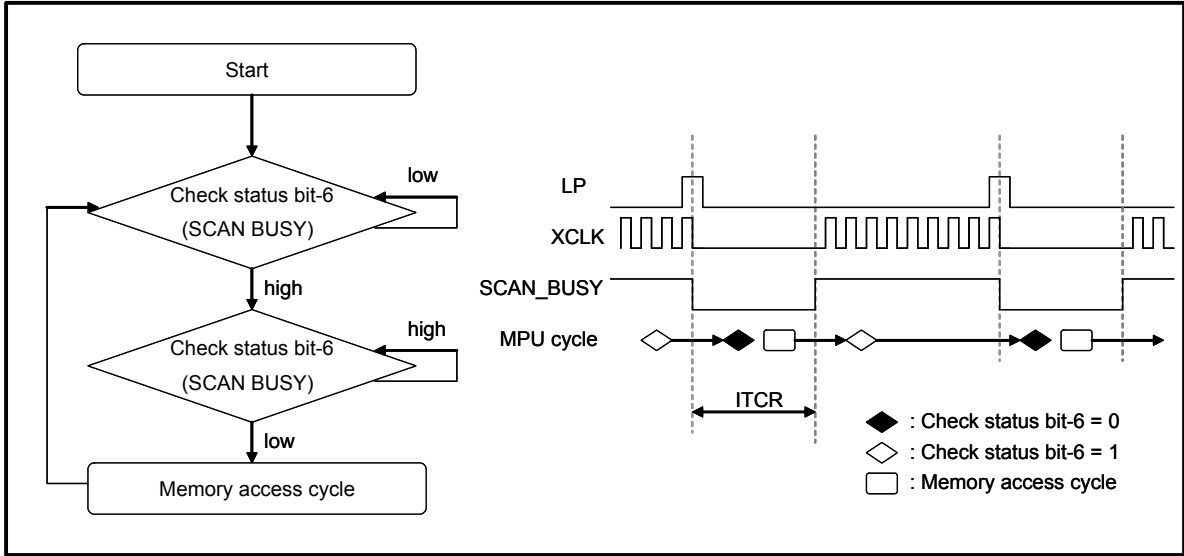 Start
Check status bit-6
(SCAN BUSY)
low
high
Check status bit-6
(SCAN BUSY)
high
low
Memory access cycle
LP
XCLK
SCAN_BUSY
MPU cycle
ITCR
: Check status bit-6 = 0
: Check status bit-6 = 1
: Memory access cycle